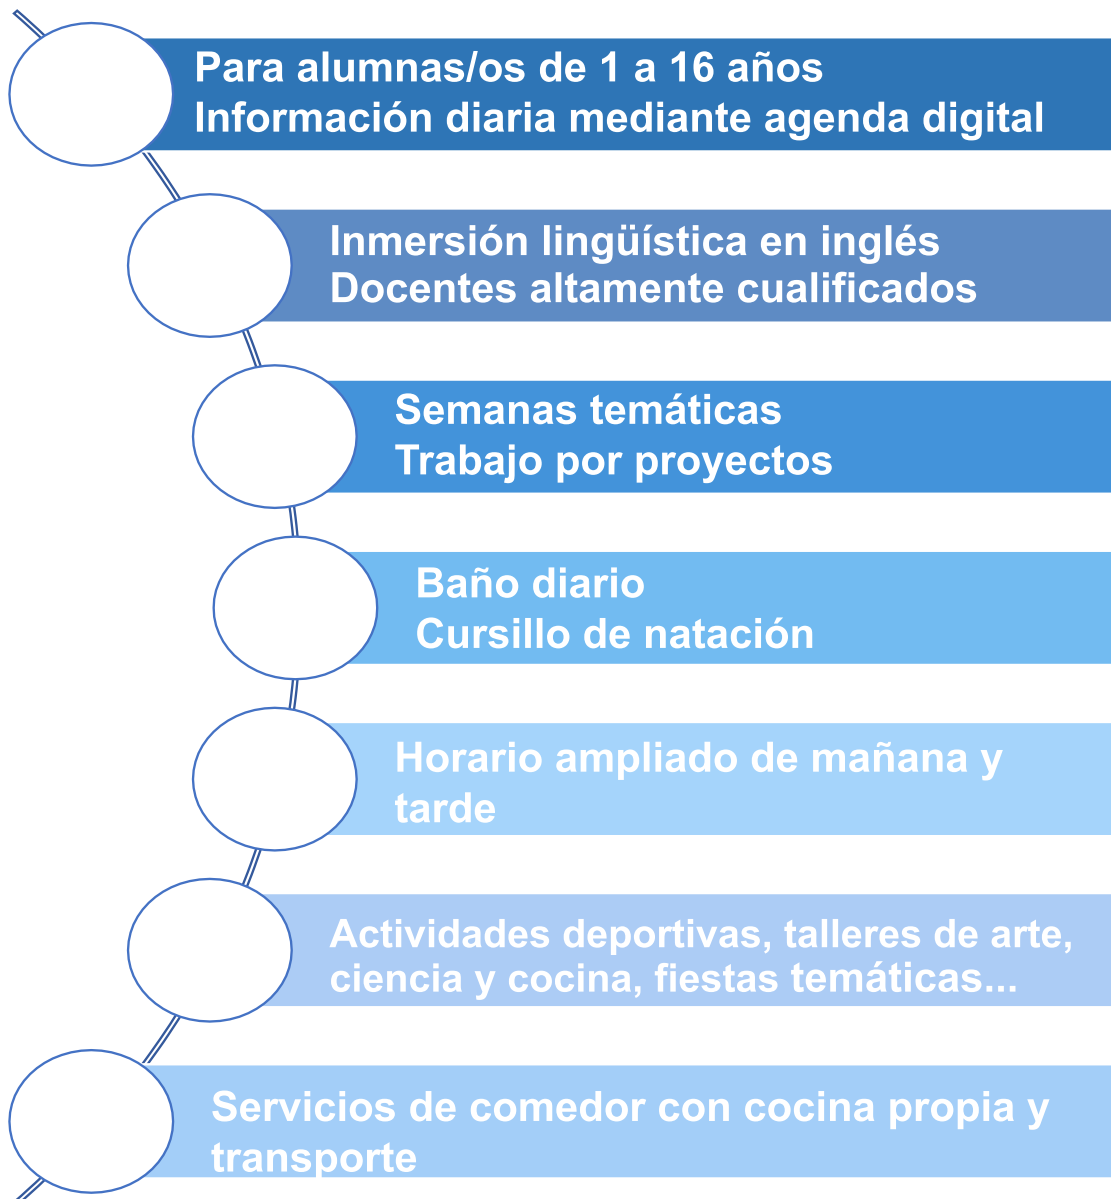 Para alumnas/os de 1 a 16 años
Información diaria mediante agenda digital
Inmersión lingüística en inglés
Docentes altamente cualificados
Semanas temáticas
Trabajo por proyectos
Baño diario
Cursillo de natación
Horario ampliado de mañana y
tarde
Actividades deportivas, talleres de arte,
ciencia y cocina, fiestas temáticas...
Servicios de comedor con cocina propia y
transporte